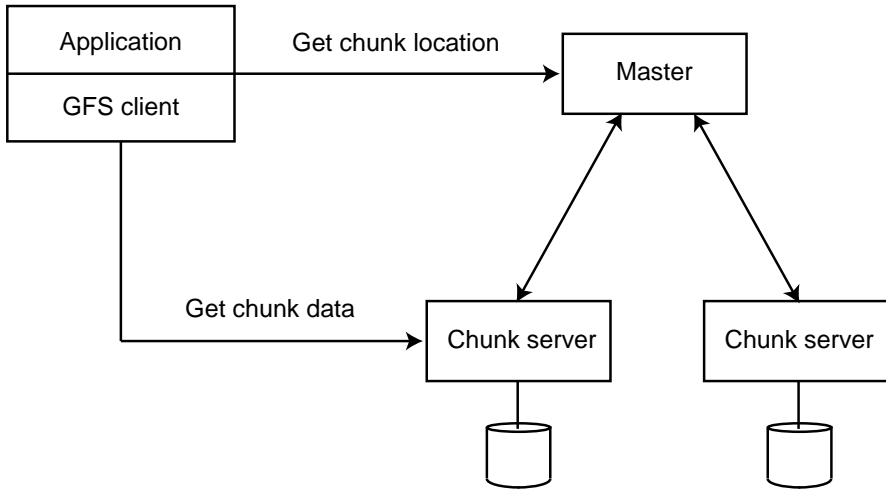 Application
Get chunk location
Master
GFS client
Get chunk data
Chunk server
Chunk server